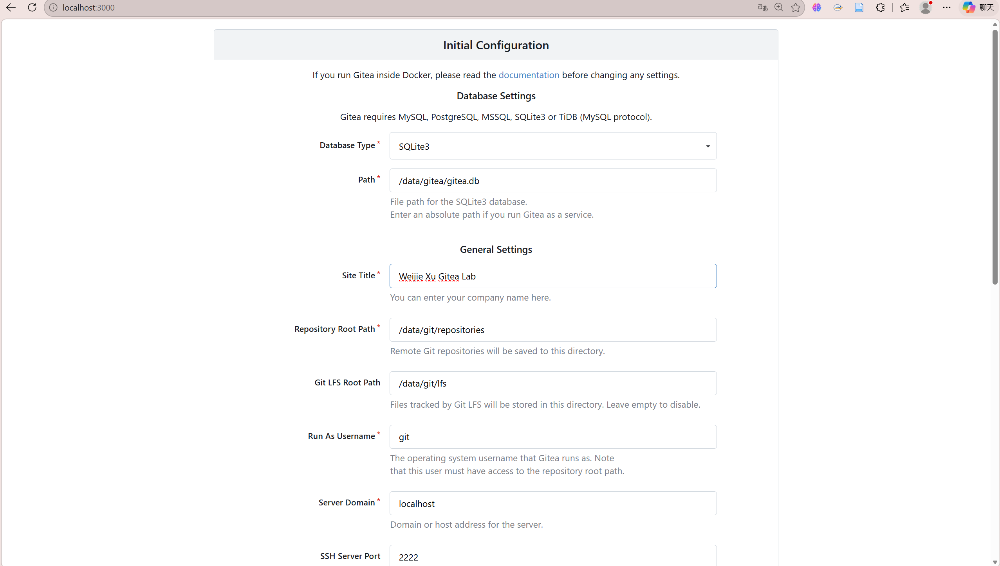 localhost:3000
聊天
Initial Configuration
If you run Gitea inside Docker, please read the documentation before changing any settings.
Database Settings
Gitea requires MySQL, PostgreSQL, MSSQL, SQLite3 or TiDB (MySQL protocol).
Database Type *
SQLite3
Path *
/data/gitea/gitea.db
File path for the SQLite3 database.
Enter an absolute path if you run Gitea as a service.
General Settings
Site Title *
Weijie Xu Gitea Lab
You can enter your company name here.
Repository Root Path *
/data/git/repositories
Remote Git repositories will be saved to this directory.
Git LFS Root Path
/data/git/lfs
Files tracked by Git LFS will be stored in this directory. Leave empty to disable.
Run As Username *
git
The operating system username that Gitea runs as. Note
that this user must have access to the repository root path.
Server Domain *
localhost
Domain or host address for the server.
SSH Server Port
2222